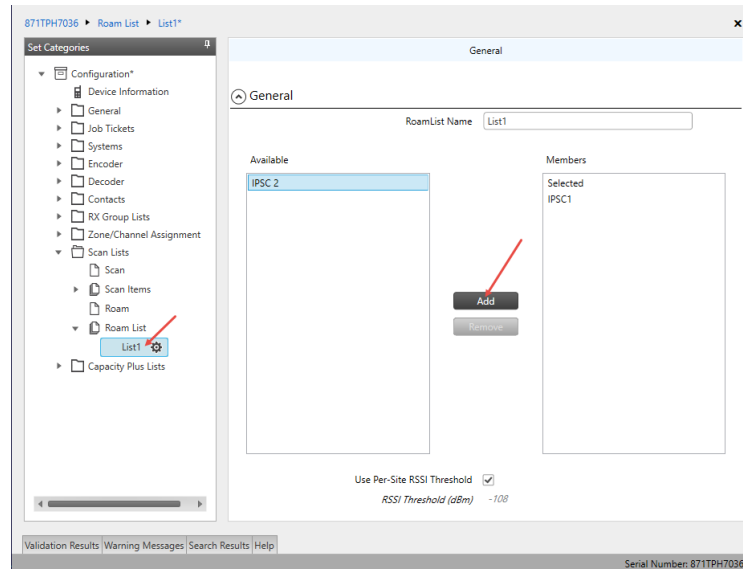 871TPH7036 Roam List List1*
Set Categories
Configuration*
Device Information
General
Job Tickets
Systems
Encoder
Decoder
Contacts
RX Group Lists
Zone/Channel Assignment
Scan Lists
Scan
Scan Items
Roam
Roam List
List1
Capacity Plus Lists
General
General
RoamList Name List1
Available
IPSC 2
Members
Selected
IPSC1
Add
Remove
Use Per-Site RSSI Threshold
RSSI Threshold (dBm) -108
Validation Results Warning Messages Search Results Help
Serial Number: 871TPH7036